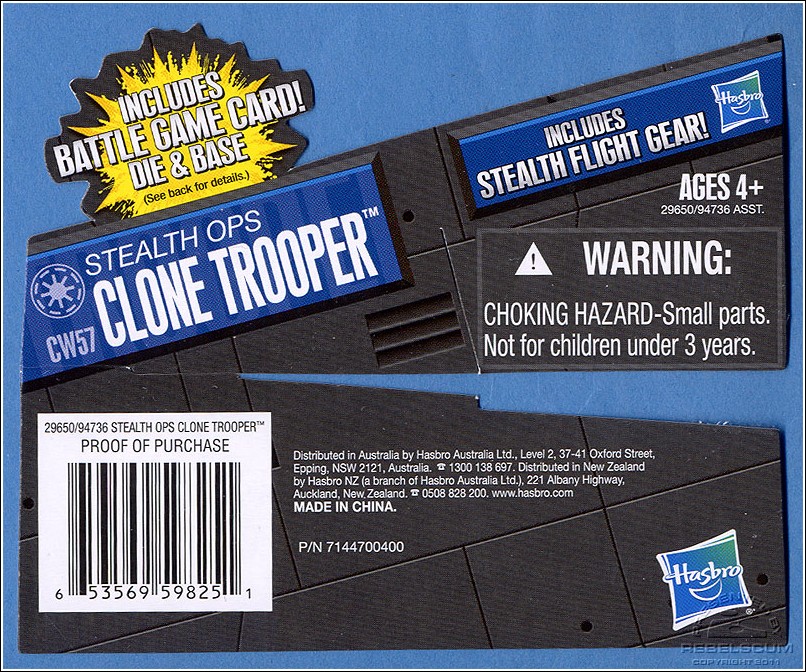 INCLUDES
BATTLE GAME CARD!
DIE & BASE
(See back for details.)
INCLUDES
STEALTH FLIGHT GEAR!
Hasbro
AGES 4+
29650/94736 ASST.
STEALTH OPS
CLONE TROOPER™
CW57
WARNING:
CHOKING HAZARD-Small parts.
Not for children under 3 years.
29650/94736 STEALTH OPS CLONE TROOPER™
PROOF OF PURCHASE
6 53569 59825 1
Distributed in Australia by Hasbro Australia Ltd., Level 2, 37-41 Oxford Street,
Epping, NSW 2121, Australia. ☎ 1300 138 697. Distributed in New Zealand
by Hasbro NZ (a branch of Hasbro Australia Ltd.), 221 Albany Highway,
Auckland, New Zealand. ☎ 0508 828 200. www.hasbro.com
MADE IN CHINA.
P/N 7144700400
Hasbro
®
REBELSCUM
COPYRIGHT 2011